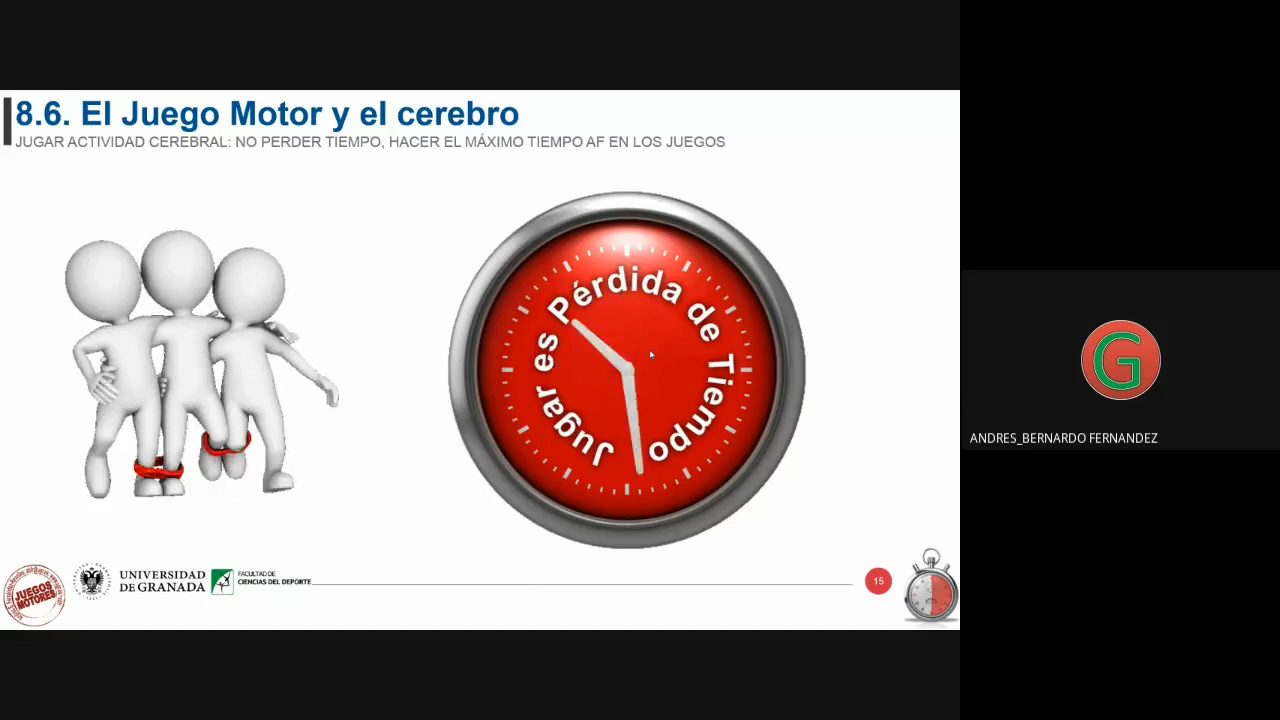 8.6. El Juego Motor y el cerebro
JUGAR ACTIVIDAD CEREBRAL: NO PERDER TIEMPO, HACER EL MÁXIMO TIEMPO AF EN LOS JUEGOS
Jugar es Pérdida de Tiempo
JUEGOS
MOTORES
UNIVERSIDAD
DE GRANADA
FACULTAD DE
CIENCIAS DEL DEPORTE
15
G
ANDRES_BERNARDO FERNANDEZ